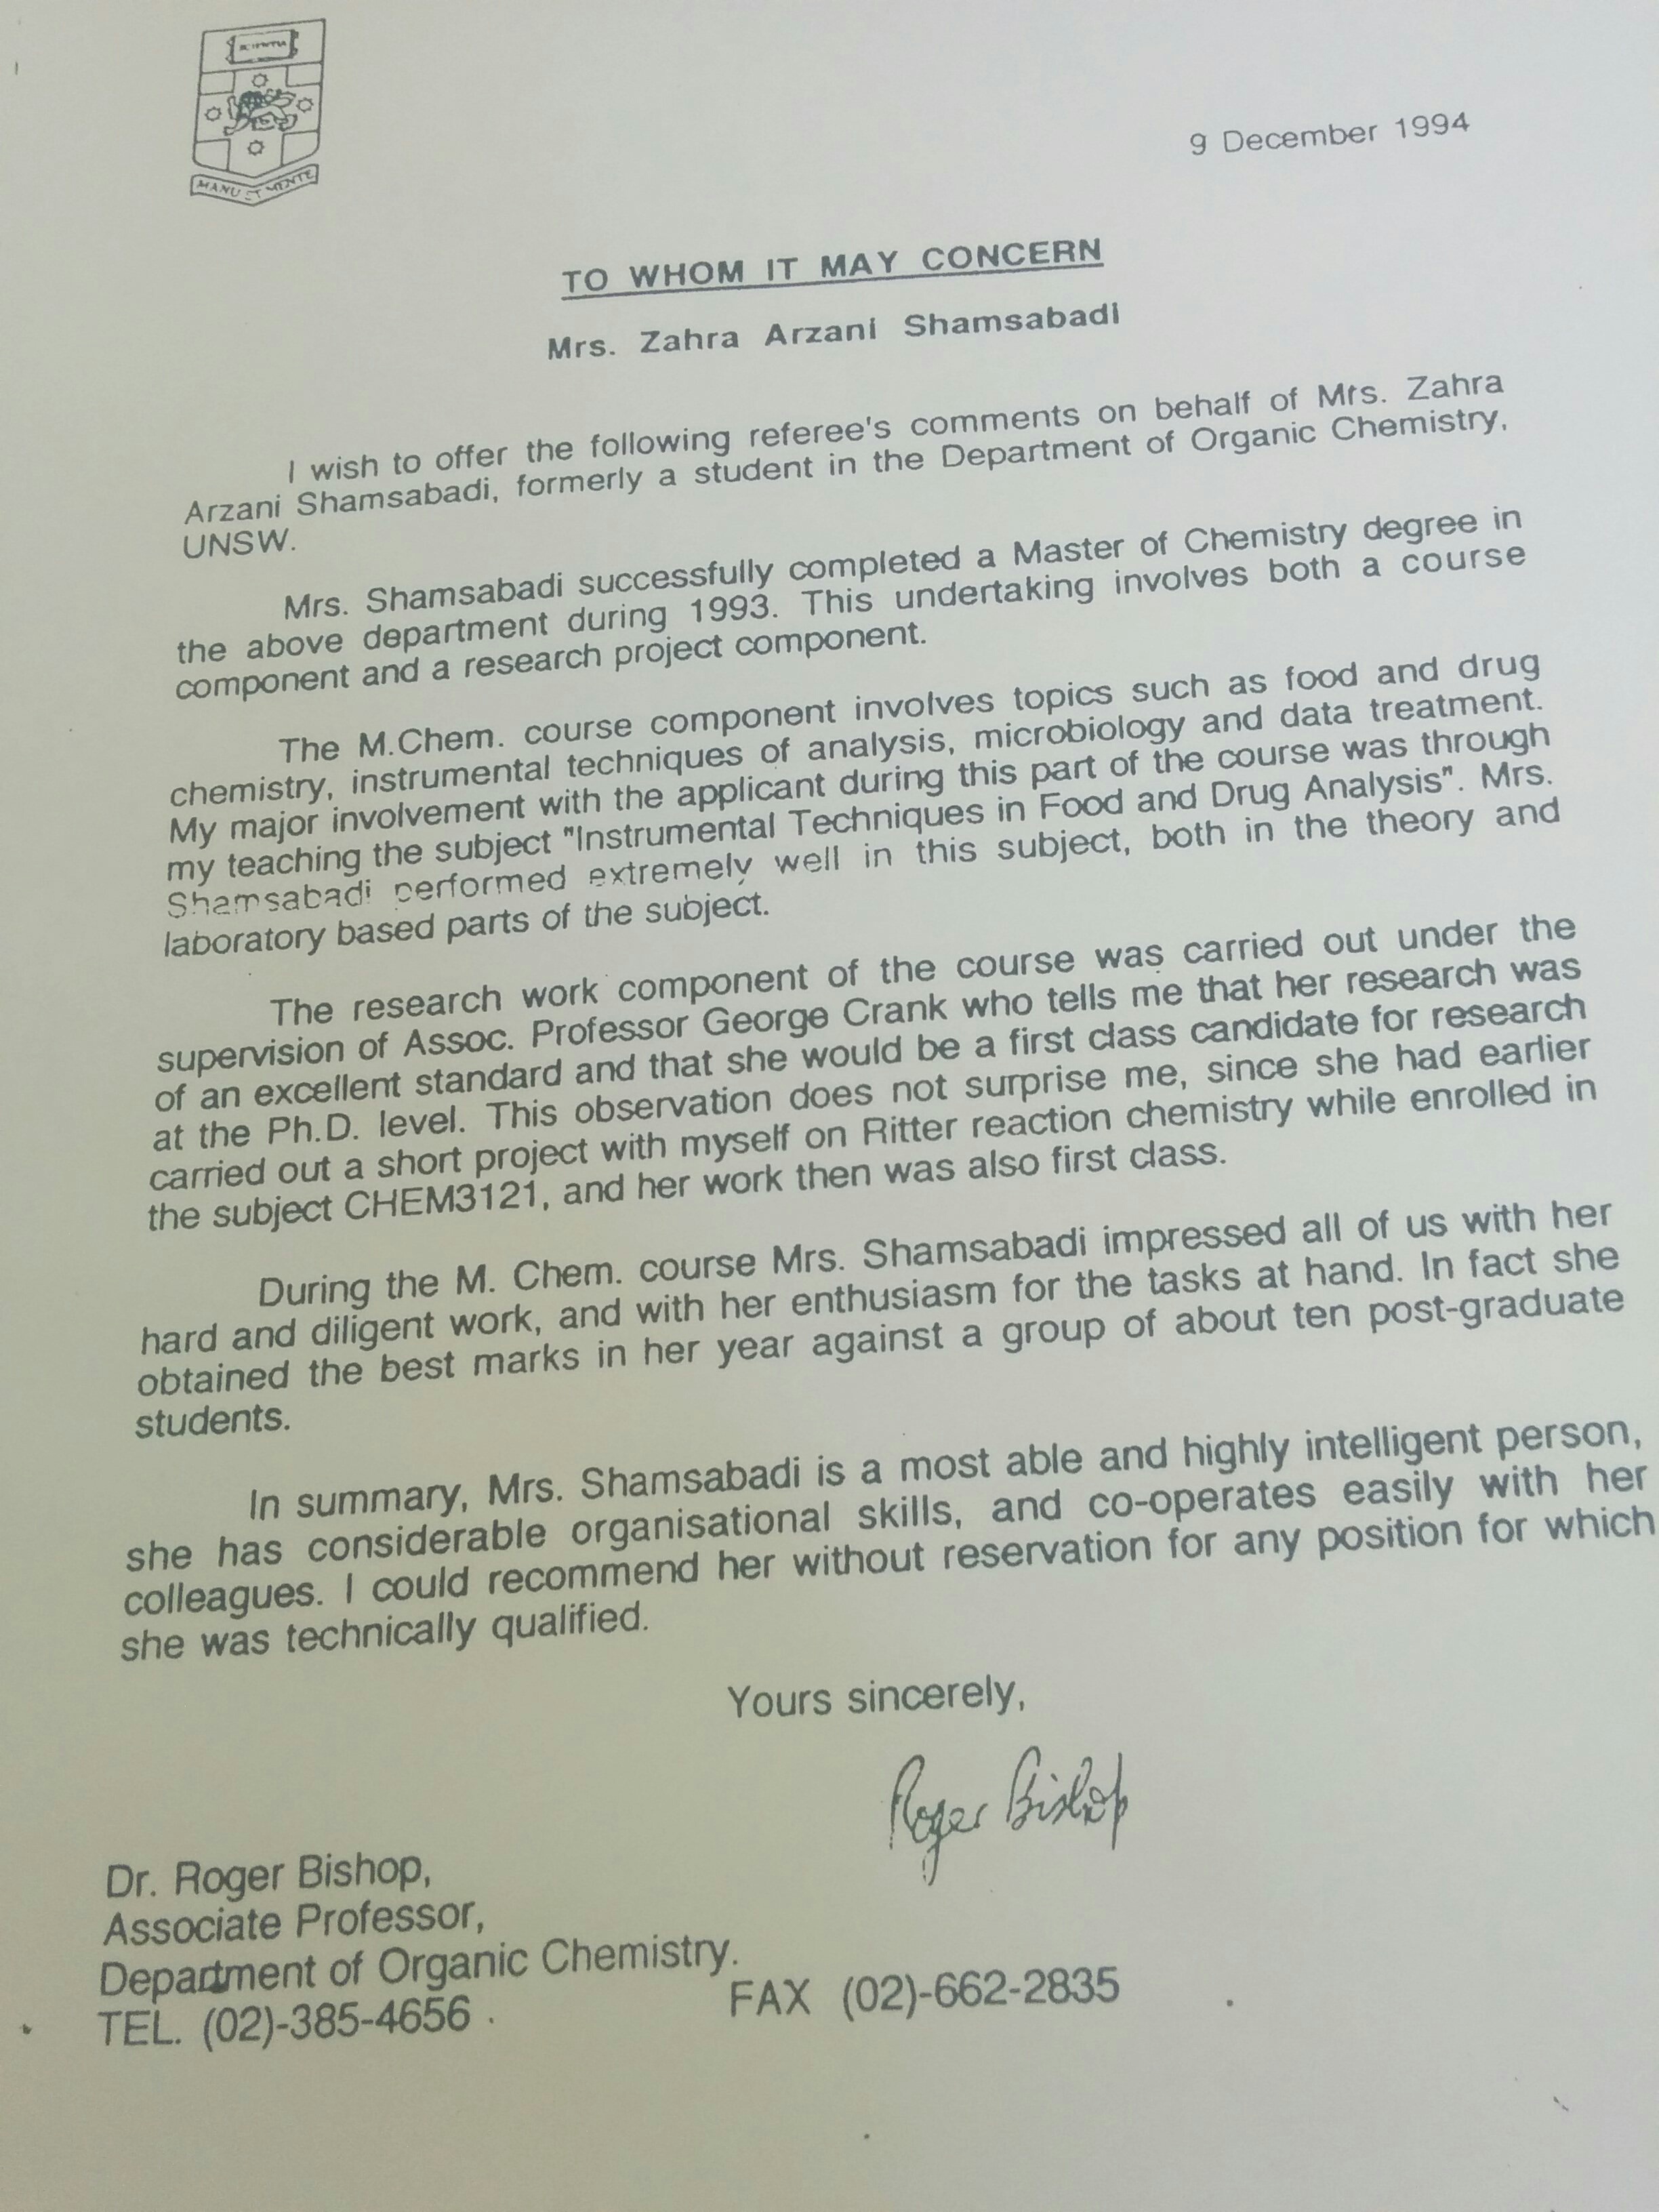 SCIENTIA
MANU ET MENTE
9 December 1994
TO WHOM IT MAY CONCERN
Mrs. Zahra Arzani Shamsabadi
I wish to offer the following referee's comments on behalf of Mrs. Zahra
Arzani Shamsabadi, formerly a student in the Department of Organic Chemistry,
UNSW.
Mrs. Shamsabadi successfully completed a Master of Chemistry degree in
the above department during 1993. This undertaking involves both a course
component and a research project component.
The M.Chem. course component involves topics such as food and drug
chemistry, instrumental techniques of analysis, microbiology and data treatment.
My major involvement with the applicant during this part of the course was through
my teaching the subject "Instrumental Techniques in Food and Drug Analysis". Mrs.
Shamsabadi performed extremely well in this subject, both in the theory and
laboratory based parts of the subject.
The research work component of the course was carried out under the
supervision of Assoc. Professor George Crank who tells me that her research was
of an excellent standard and that she would be a first class candidate for research
at the Ph.D. level. This observation does not surprise me, since she had earlier
carried out a short project with myself on Ritter reaction chemistry while enrolled in
the subject CHEM3121, and her work then was also first class.
During the M. Chem. course Mrs. Shamsabadi impressed all of us with her
hard and diligent work, and with her enthusiasm for the tasks at hand. In fact she
obtained the best marks in her year against a group of about ten post-graduate
students.
In summary, Mrs. Shamsabadi is a most able and highly intelligent person,
she has considerable organisational skills, and co-operates easily with her
colleagues. I could recommend her without reservation for any position for which
she was technically qualified.
Yours sincerely,
Roger Bishop
Dr. Roger Bishop,
Associate Professor,
Department of Organic Chemistry.
TEL. (02)-385-4656 . FAX (02)-662-2835